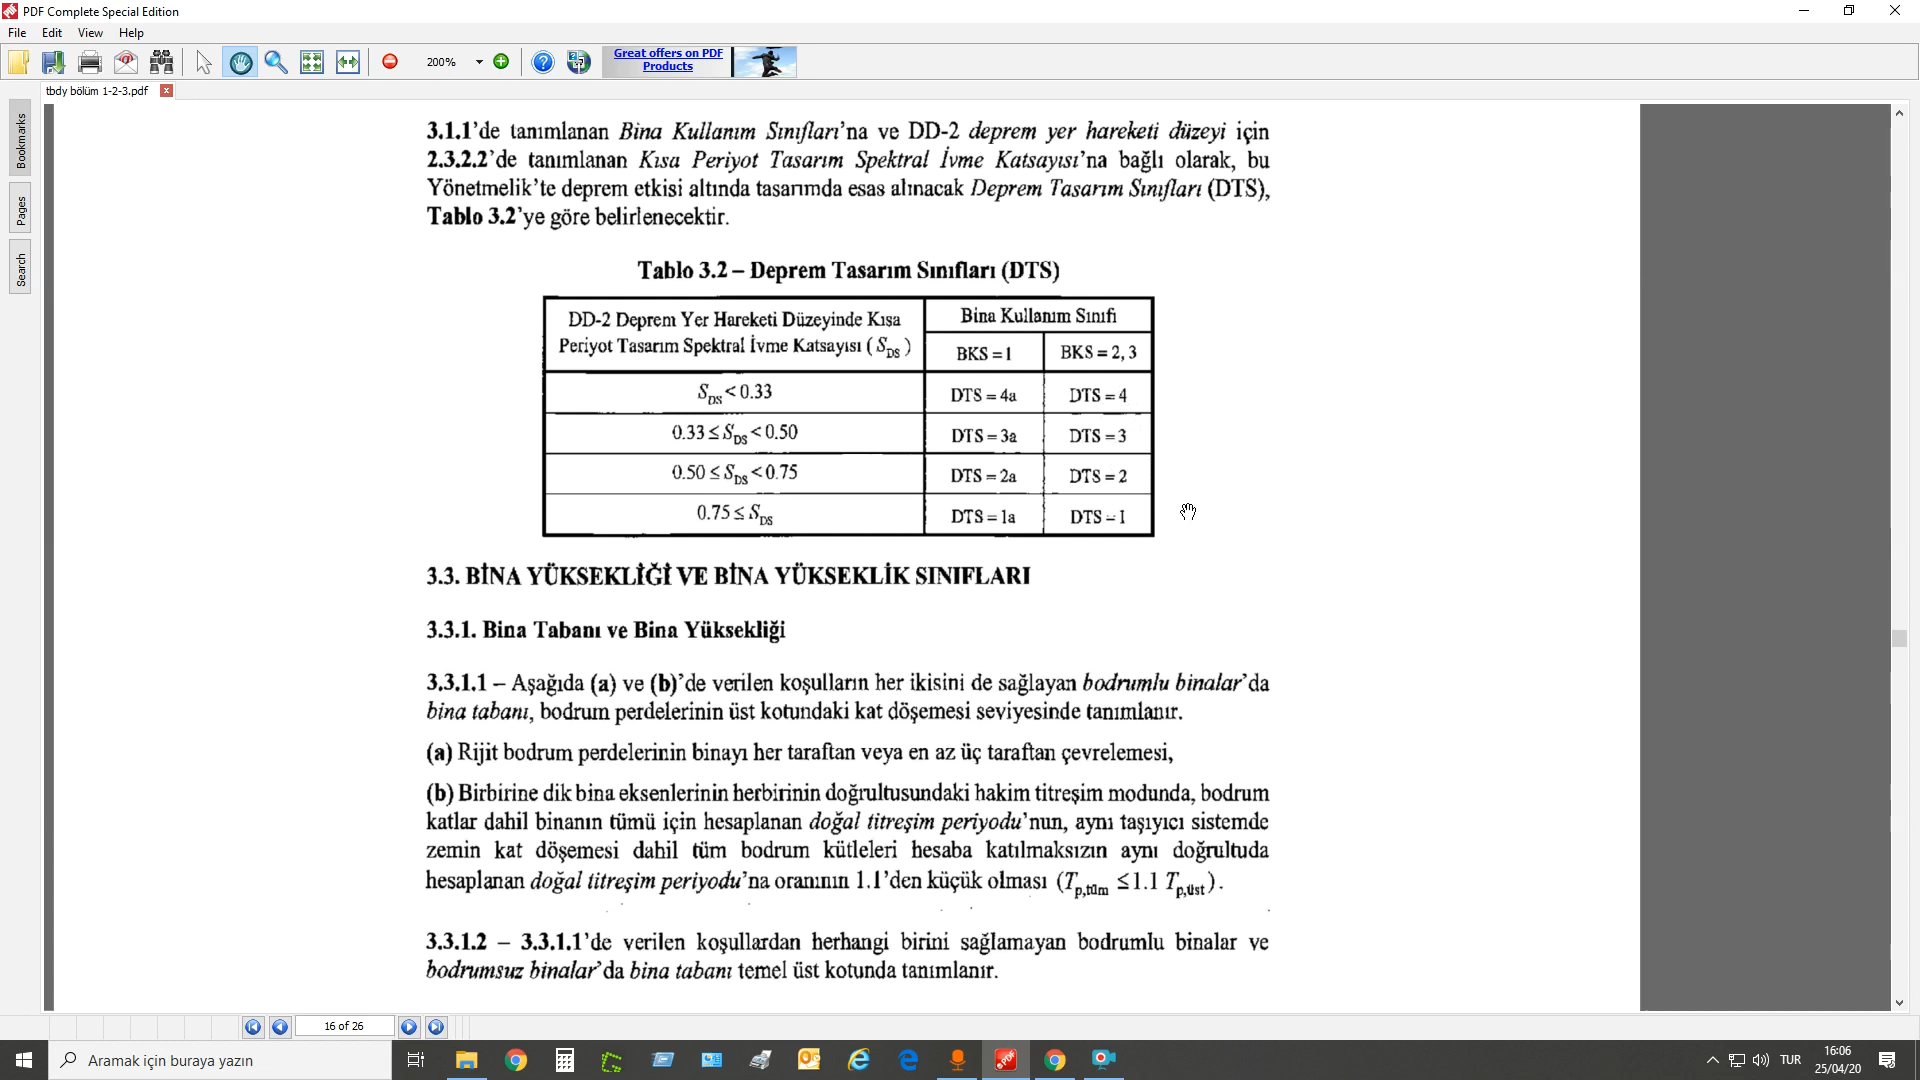 PDF Complete Special Edition
File Edit View Help
200%
Great offers on PDF
Products
tbdy bölüm 1-2-3.pdf
Bookmarks
Pages
Search
3.1.1'de tanımlanan Bina Kullanım Sınıfları'na ve DD-2 deprem yer hareketi düzeyi için
2.3.2.2'de tanımlanan Kısa Periyot Tasarım Spektral İvme Katsayısı'na bağlı olarak, bu
Yönetmelik'te deprem etkisi altında tasarımda esas alınacak Deprem Tasarım Sınıfları (DTS),
Tablo 3.2'ye göre belirlenecektir.
Tablo 3.2 – Deprem Tasarım Sınıfları (DTS)
DD-2 Deprem Yer Hareketi Düzeyinde Kısa
Periyot Tasarım Spektral İvme Katsayısı ( S_DS )
Bina Kullanım Sınıfı
BKS = 1 BKS = 2, 3
S_DS < 0.33 DTS = 4a DTS = 4
0.33 ≤ S_DS < 0.50 DTS = 3a DTS = 3
0.50 ≤ S_DS < 0.75 DTS = 2a DTS = 2
0.75 ≤ S_DS DTS = 1a DTS = 1
3.3. BİNA YÜKSEKLİĞİ VE BİNA YÜKSEKLİK SINIFLARI
3.3.1. Bina Tabanı ve Bina Yüksekliği
3.3.1.1 – Aşağıda (a) ve (b)'de verilen koşulların her ikisini de sağlayan bodrumlu binalar'da
bina tabanı, bodrum perdelerinin üst kotundaki kat döşemesi seviyesinde tanımlanır.
(a) Rijit bodrum perdelerinin binayı her taraftan veya en az üç taraftan çevrelemesi,
(b) Birbirine dik bina eksenlerinin herbirinin doğrultusundaki hakim titreşim modunda, bodrum
katlar dahil binanın tümü için hesaplanan doğal titreşim periyodu'nun, aynı taşıyıcı sistemde
zemin kat döşemesi dahil tüm bodrum kütleleri hesaba katılmaksızın aynı doğrultuda
hesaplanan doğal titreşim periyodu'na oranının 1.1'den küçük olması (T_p,tüm ≤ 1.1 T_p,üst).
3.3.1.2 – 3.3.1.1'de verilen koşullardan herhangi birini sağlamayan bodrumlu binalar ve
bodrumsuz binalar'da bina tabanı temel üst kotunda tanımlanır.
16 of 26
Aramak için buraya yazın
TUR
16:06
25/04/20